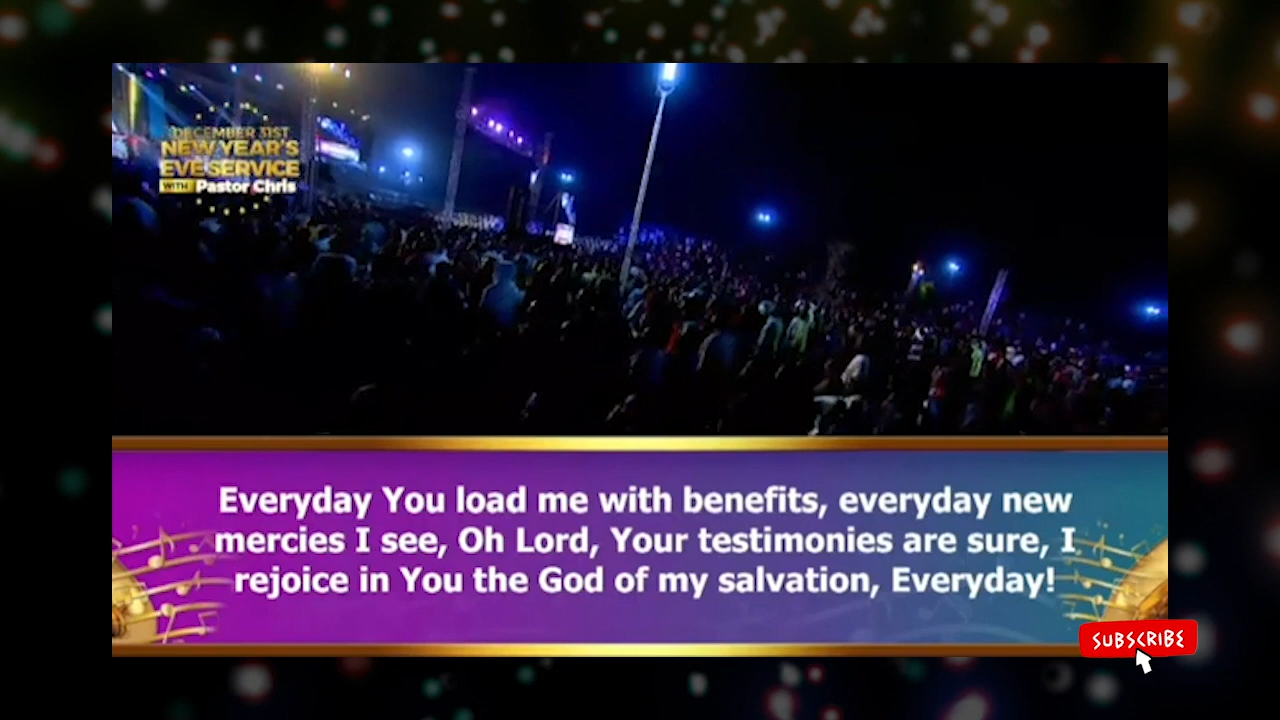 DECEMBER 31ST
NEW YEAR'S
EVE SERVICE
WITH Pastor Chris
Everyday You load me with benefits, everyday new
mercies I see, Oh Lord, Your testimonies are sure, I
rejoice in You the God of my salvation, Everyday!
SUBSCRIBE